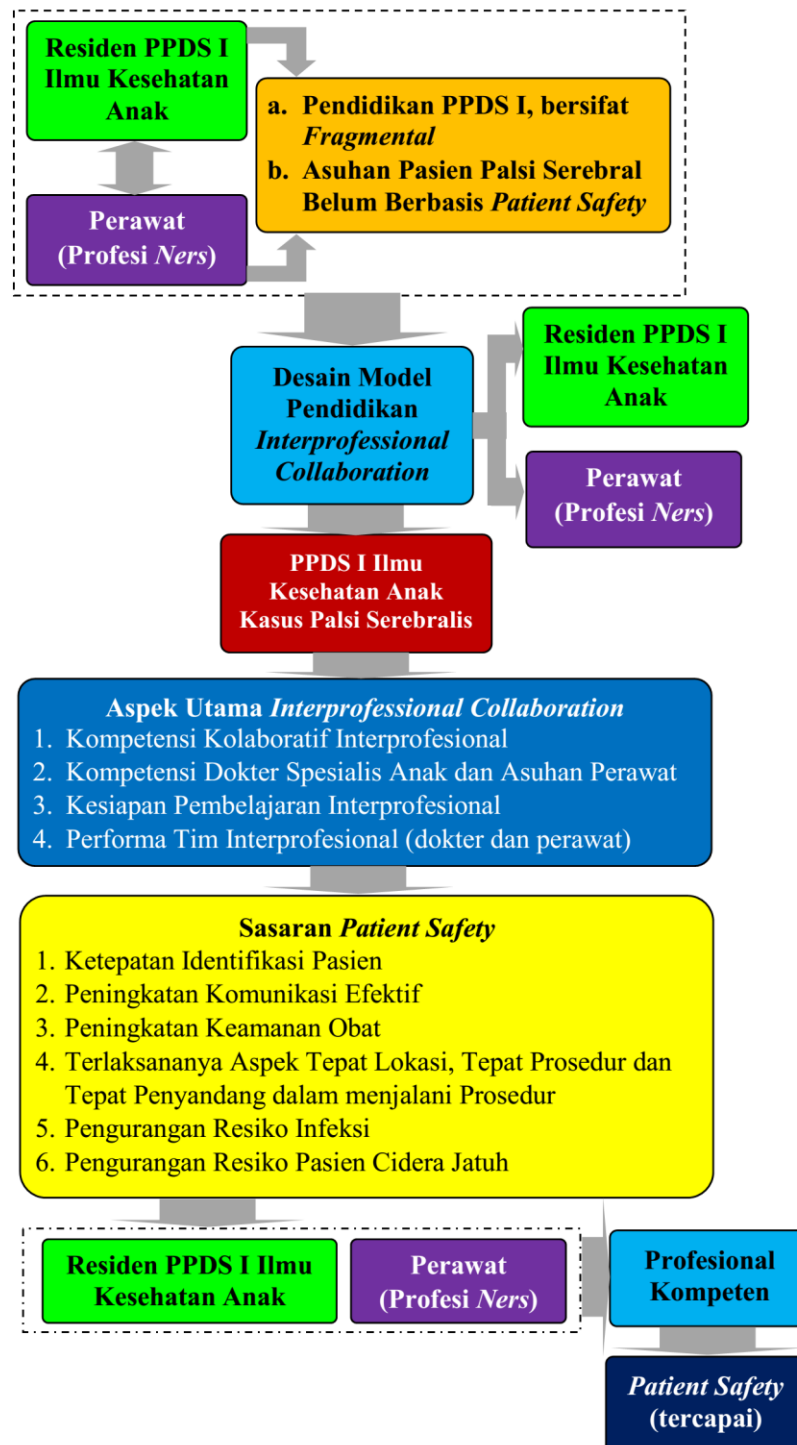 Residen PPDS I
Ilmu Kesehatan
Anak
a. Pendidikan PPDS I, bersifat
Fragmental
b. Asuhan Pasien Palsi Serebral
Belum Berbasis Patient Safety
Perawat
(Profesi Ners)
Desain Model
Pendidikan
Interprofessional
Collaboration
Residen PPDS I
Ilmu Kesehatan
Anak
Perawat
(Profesi Ners)
PPDS I Ilmu
Kesehatan Anak
Kasus Palsi Serebralis
Aspek Utama Interprofessional Collaboration
1. Kompetensi Kolaboratif Interprofesional
2. Kompetensi Dokter Spesialis Anak dan Asuhan Perawat
3. Kesiapan Pembelajaran Interprofesional
4. Performa Tim Interprofesional (dokter dan perawat)
Sasaran Patient Safety
1. Ketepatan Identifikasi Pasien
2. Peningkatan Komunikasi Efektif
3. Peningkatan Keamanan Obat
4. Terlaksananya Aspek Tepat Lokasi, Tepat Prosedur dan
Tepat Penyandang dalam menjalani Prosedur
5. Pengurangan Resiko Infeksi
6. Pengurangan Resiko Pasien Cidera Jatuh
Residen PPDS I Ilmu
Kesehatan Anak
Perawat
(Profesi Ners)
Profesional
Kompeten
Patient Safety
(tercapai)